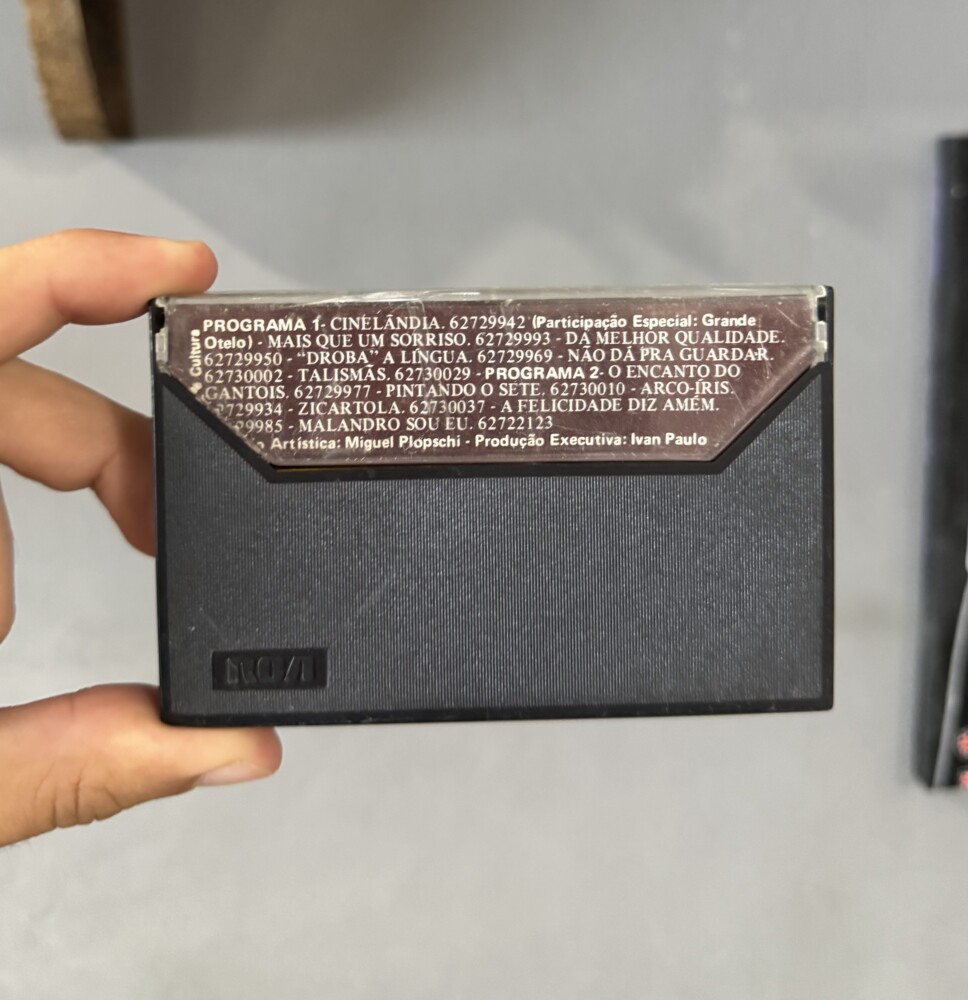 PROGRAMA 1- CINELÂNDIA. 62729942 (Participação Especial: Grande
Otelo) - MAIS QUE UM SORRISO. 62729993 - DA MELHOR QUALIDADE.
62729950 - “DROBA” A LÍNGUA. 62729969 - NÃO DÁ PRA GUARDAR.
62730002 - TALISMÃS. 62730029 - PROGRAMA 2- O ENCANTO DO
GANTOIS. 62729977 - PINTANDO O SETE. 62730010 - ARCO-ÍRIS.
729934 - ZICARTOLA. 62730037 - A FELICIDADE DIZ AMÉM.
9985 - MALANDRO SOU EU. 62722123
Artística: Miguel Plopschi - Produção Executiva: Ivan Paulo
Cultura
RCA